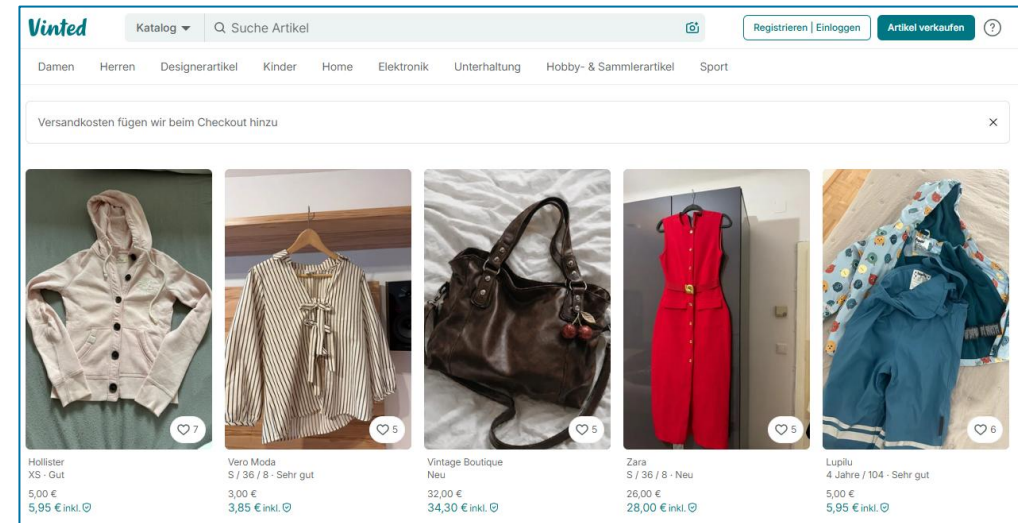 Vinted
Katalog
Suche Artikel
Registrieren | Einloggen
Artikel verkaufen
?
Damen Herren Designerartikel Kinder Home Elektronik Unterhaltung Hobby- & Sammlerartikel Sport
Versandkosten fügen wir beim Checkout hinzu
7
5
5
5
6
Hollister
XS · Gut
5,00 €
5,95 € inkl.
Vero Moda
S / 36 / 8 · Sehr gut
3,00 €
3,85 € inkl.
Vintage Boutique
Neu
32,00 €
34,30 € inkl.
Zara
S / 36 / 8 · Neu
26,00 €
28,00 € inkl.
Lupilu
4 Jahre / 104 · Sehr gut
5,00 €
5,95 € inkl.